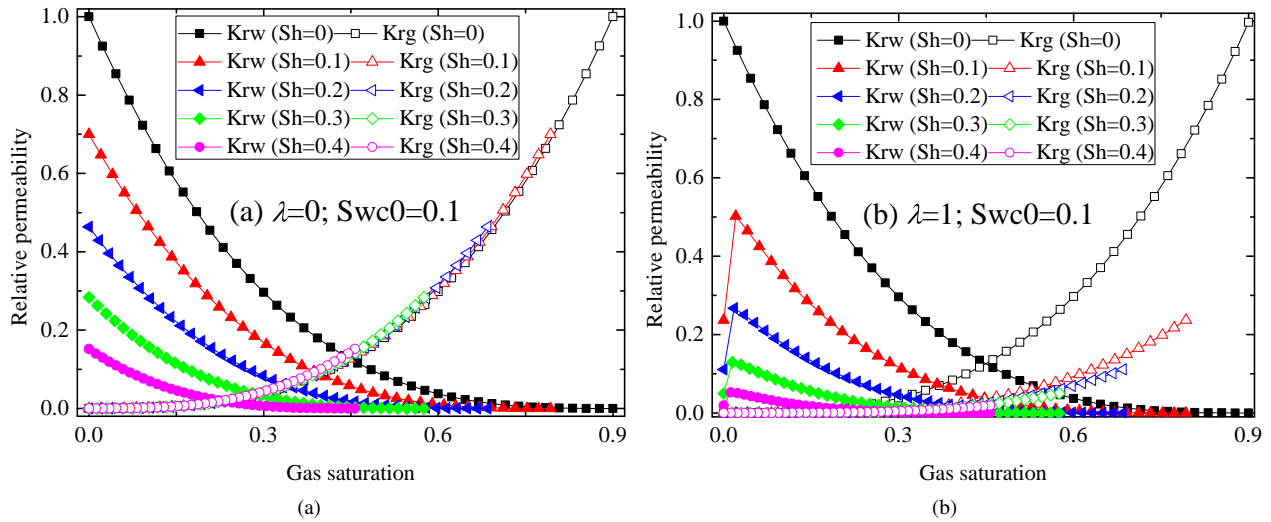 1.0
0.8
0.6
0.4
0.2
0.0
Relative permeability
Krw (Sh=0) Krg (Sh=0)
Krw (Sh=0.1) Krg (Sh=0.1)
Krw (Sh=0.2) Krg (Sh=0.2)
Krw (Sh=0.3) Krg (Sh=0.3)
Krw (Sh=0.4) Krg (Sh=0.4)
(a) λ=0; Swc0=0.1
0.0 0.3 0.6 0.9
Gas saturation
(a)
1.0
0.8
0.6
0.4
0.2
0.0
Relative permeability
Krw (Sh=0) Krg (Sh=0)
Krw (Sh=0.1) Krg (Sh=0.1)
Krw (Sh=0.2) Krg (Sh=0.2)
Krw (Sh=0.3) Krg (Sh=0.3)
Krw (Sh=0.4) Krg (Sh=0.4)
(b) λ=1; Swc0=0.1
0.0 0.3 0.6 0.9
Gas saturation
(b)